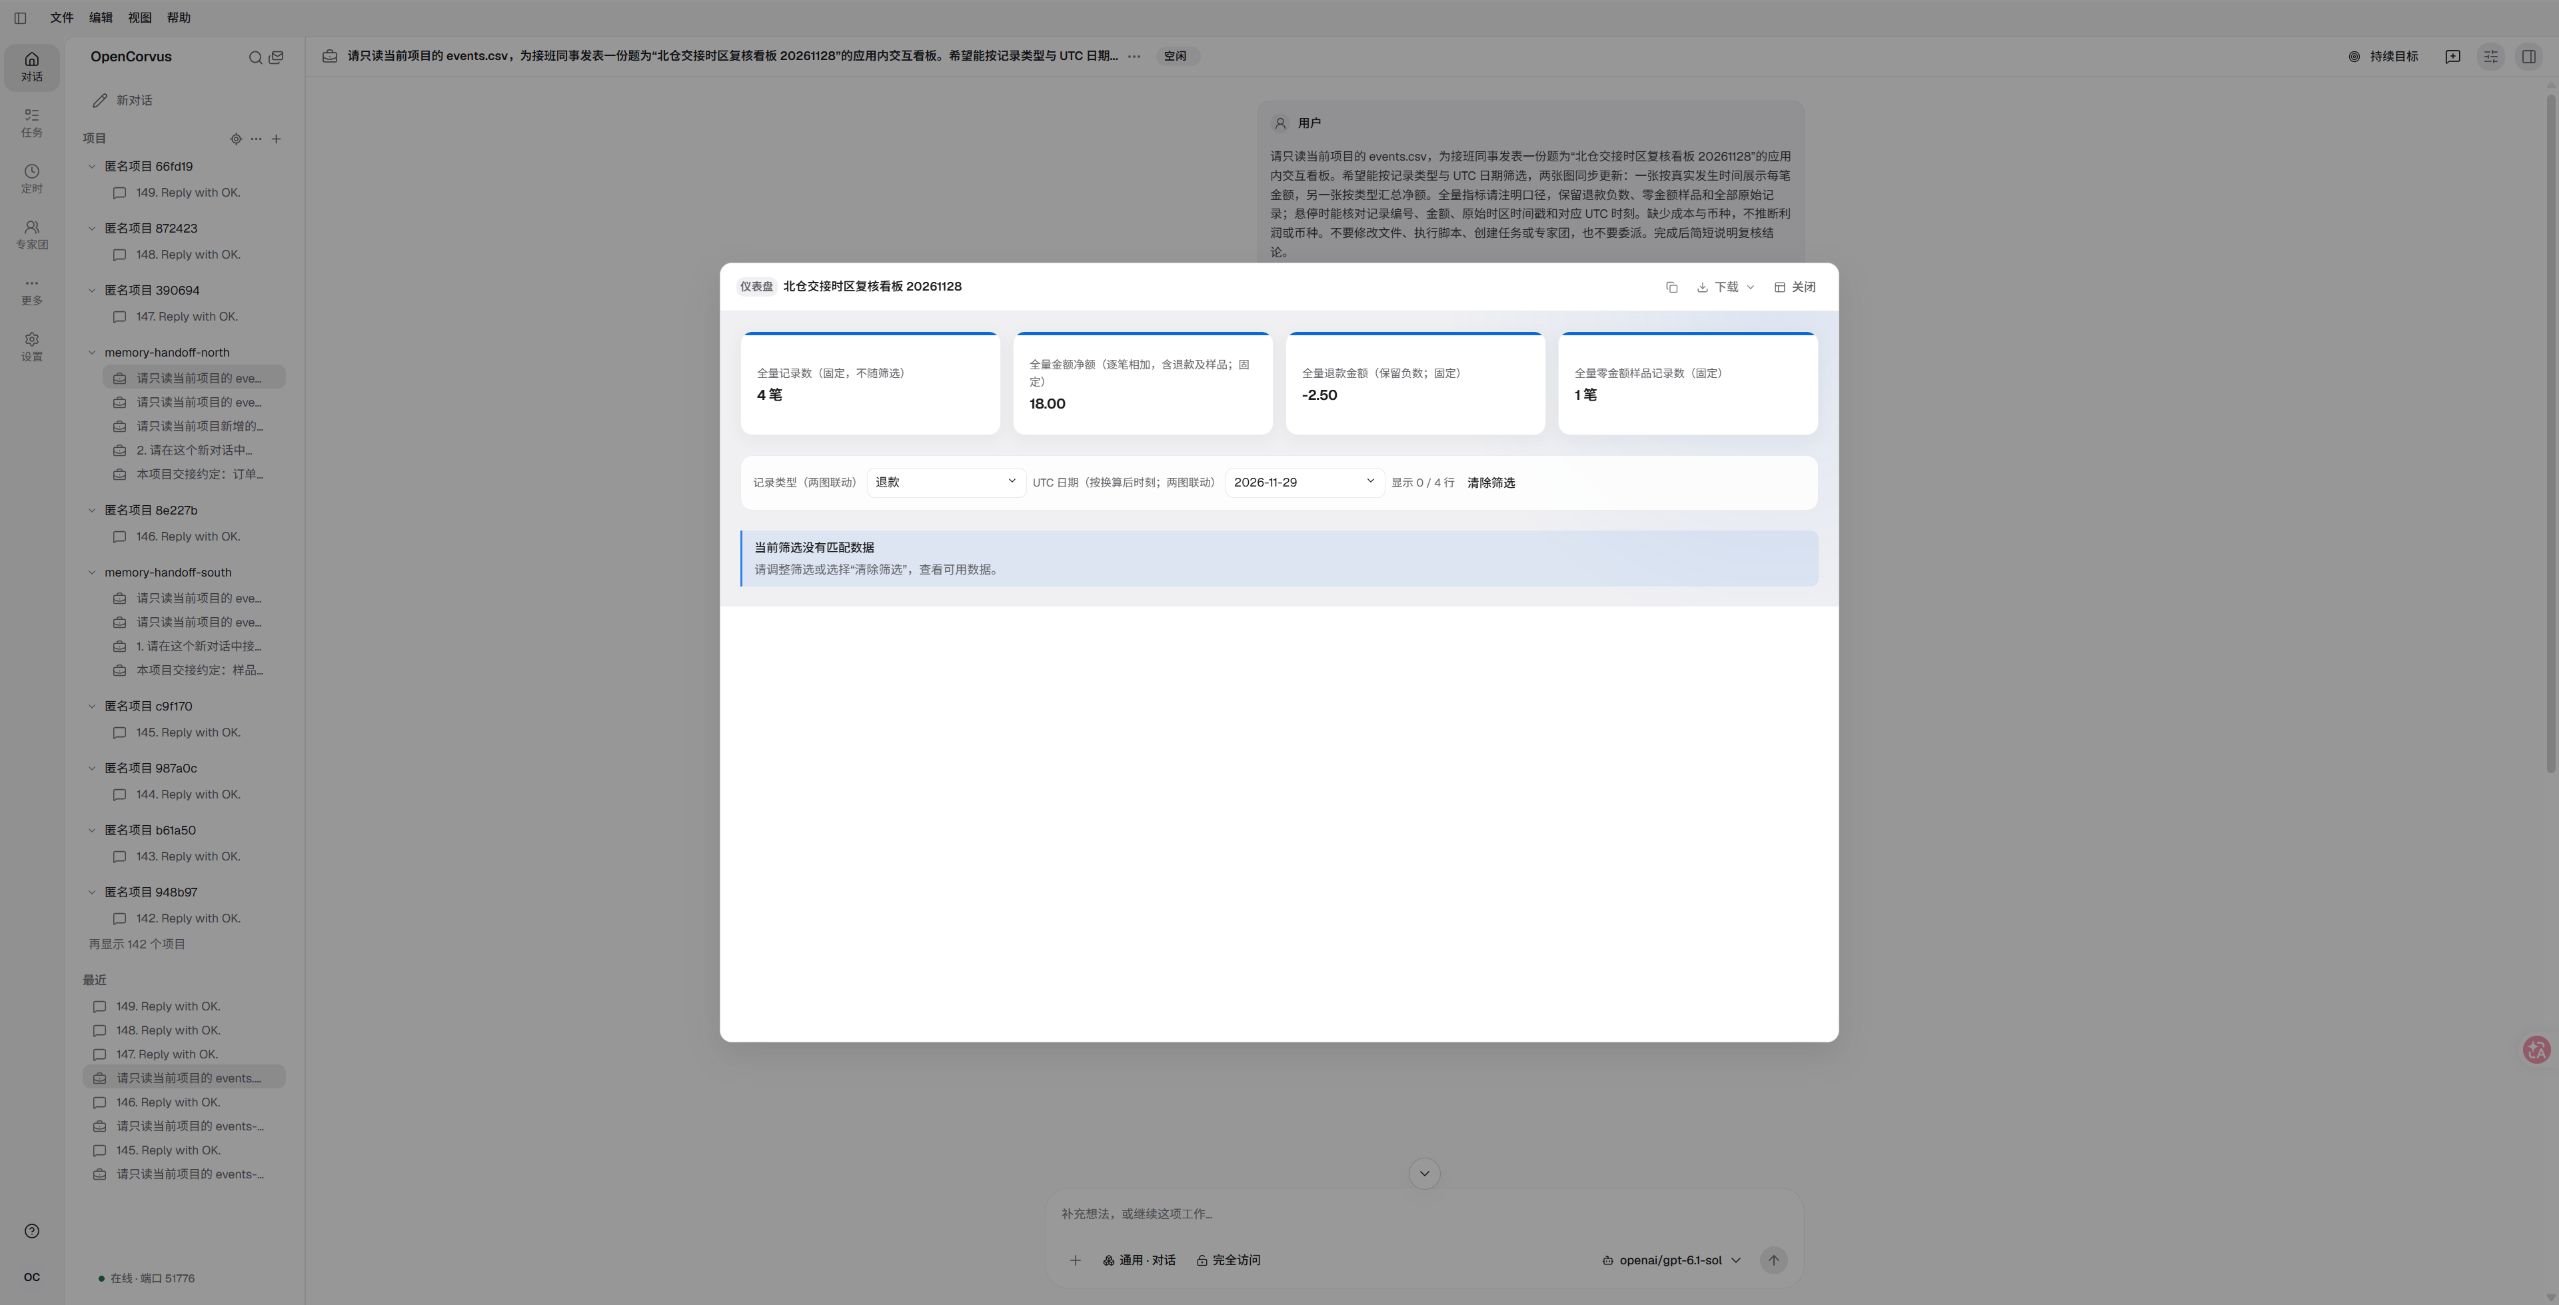 文件 编辑 视图 帮助
对话
任务
定时
专家团
更多
设置
OC
OpenCorvus
新对话
项目
匿名项目 66fd19
149. Reply with OK.
匿名项目 872423
148. Reply with OK.
匿名项目 390694
147. Reply with OK.
memory-handoff-north
请只读当前项目的 eve...
请只读当前项目的 eve...
请只读当前项目新增的...
2. 请在这个新对话中...
本项目交接约定：订单...
匿名项目 8e227b
146. Reply with OK.
memory-handoff-south
请只读当前项目的 eve...
请只读当前项目的 eve...
1. 请在这个新对话中接...
本项目交接约定：样品...
匿名项目 c9f170
145. Reply with OK.
匿名项目 987a0c
144. Reply with OK.
匿名项目 b61a50
143. Reply with OK.
匿名项目 948b97
142. Reply with OK.
再显示 142 个项目
最近
149. Reply with OK.
148. Reply with OK.
147. Reply with OK.
请只读当前项目的 events....
146. Reply with OK.
请只读当前项目的 events-...
145. Reply with OK.
请只读当前项目的 events-...
在线 · 端口 51776
请只读当前项目的 events.csv，为接班同事发表一份题为“北仓交接时区复核看板 20261128”的应用内交互看板。希望能按记录类型与 UTC 日期... 空闲
持续目标
用户
请只读当前项目的 events.csv，为接班同事发表一份题为“北仓交接时区复核看板 20261128”的应用
内交互看板。希望能按记录类型与 UTC 日期筛选，两张图同步更新：一张按真实发生时间展示每笔
金额，另一张按类型汇总净额。全量指标请注明口径，保留退款负数、零金额样品和全部原始记
录；悬停时能核对记录编号、金额、原始时区时间戳和对应 UTC 时刻。缺少成本与币种，不推断利
润或币种。不要修改文件、执行脚本、创建任务或专家团，也不要委派。完成后简短说明复核结
论。
仪表盘 北仓交接时区复核看板 20261128
下载 关闭
全量记录数（固定，不随筛选）
4 笔
全量金额净额（逐笔相加，含退款及样品；固
定）
18.00
全量退款金额（保留负数；固定）
-2.50
全量零金额样品记录数（固定）
1 笔
记录类型（两图联动） 退款 UTC 日期（按换算后时刻；两图联动） 2026-11-29 显示 0 / 4 行 清除筛选
当前筛选没有匹配数据
请调整筛选或选择“清除筛选”，查看可用数据。
补充想法，或继续这项工作...
通用 · 对话 完全访问
openai/gpt-6.1-sol